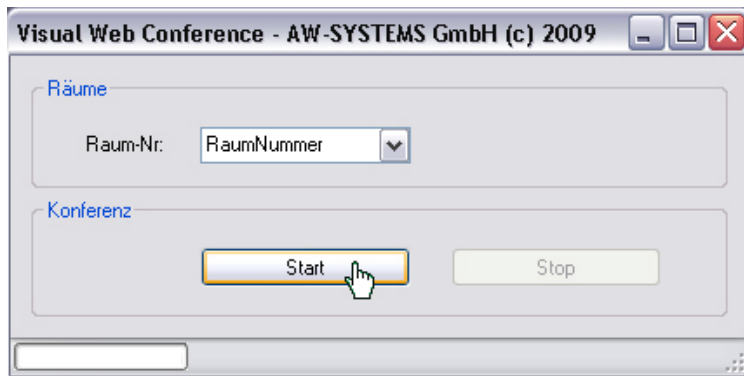 Visual Web Conference - AW-SYSTEMS GmbH (c) 2009
Räume
Raum-Nr: RaumNummer
Konferenz
Start Stop